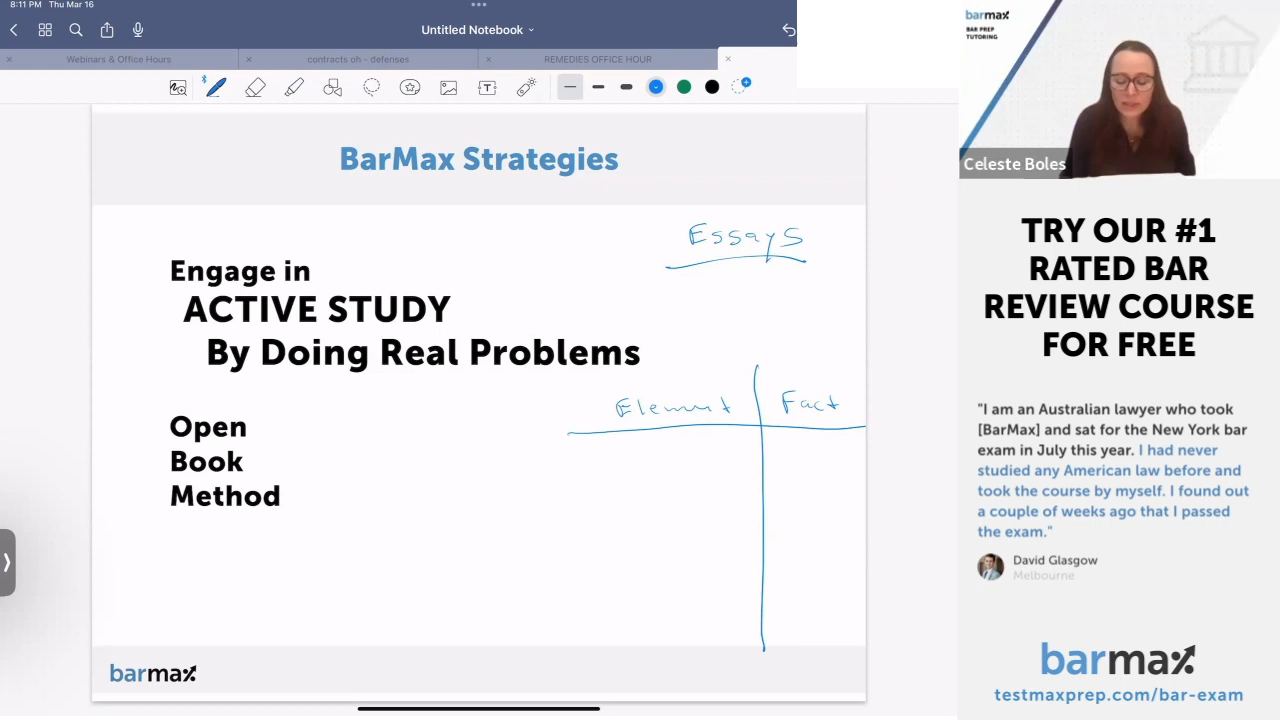 8:11 PM Thu Mar 16
Untitled Notebook
Webinars & Office Hours
contracts oh - defenses
REMEDIES OFFICE HOUR
BarMax Strategies
Essays
Engage in
ACTIVE STUDY
By Doing Real Problems
Element Fact
Open
Book
Method
barmax
barmax
BAR PREP
TUTORING
Celeste Boles
TRY OUR #1
RATED BAR
REVIEW COURSE
FOR FREE
"I am an Australian lawyer who took
[BarMax] and sat for the New York bar
exam in July this year. I had never
studied any American law before and
took the course by myself. I found out
a couple of weeks ago that I passed
the exam."
David Glasgow
Melbourne
barmax
testmaxprep.com/bar-exam